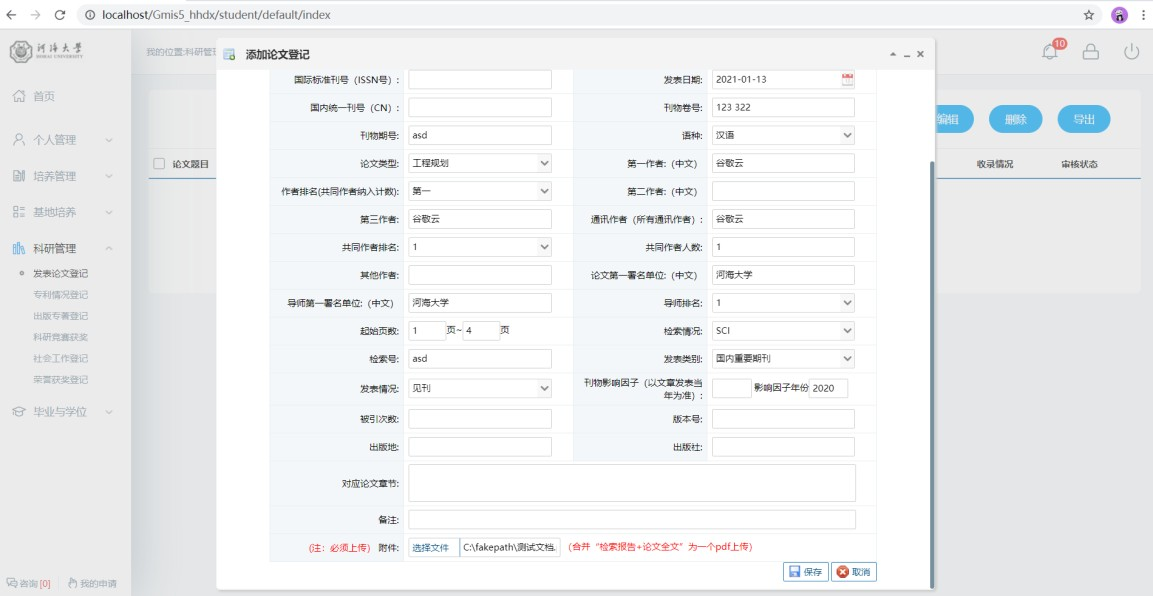 localhost/Gmis5_hhdx/student/default/index
河海大学
HOHAI UNIVERSITY
我的位置:科研管理
10
首页
个人管理
培养管理
基地培养
科研管理
发表论文登记
专利情况登记
出版专著登记
科研竞赛获奖
社会工作登记
荣誉获奖登记
毕业与学位
咨询[0]
我的申请
编辑
删除
导出
论文题目
收录情况
审核状态
添加论文登记
国际标准刊号（ISSN号）:
发表日期: 2021-01-13
国内统一刊号（CN）:
刊物卷号: 123 322
刊物期号: asd
语种: 汉语
论文类型: 工程规划
第一作者:（中文） 谷敬云
作者排名(共同作者纳入计数): 第一
第二作者:（中文）
第三作者: 谷敬云
通讯作者（所有通讯作者）: 谷敬云
共同作者排名: 1
共同作者人数: 1
其他作者:
论文第一署名单位:（中文） 河海大学
导师第一署名单位:（中文） 河海大学
导师排名: 1
起始页数: 1 页~ 4 页
检索情况: SCI
检索号: asd
发表类别: 国内重要期刊
发表情况: 见刊
刊物影响因子（以文章发表当
年为准）: 影响因子年份 2020
被引次数:
版本号:
出版地:
出版社:
对应论文章节:
备注:
(注：必须上传) 附件: 选择文件 C:\fakepath\测试文档.
(合并“检索报告+论文全文”为一个pdf上传)
保存
取消